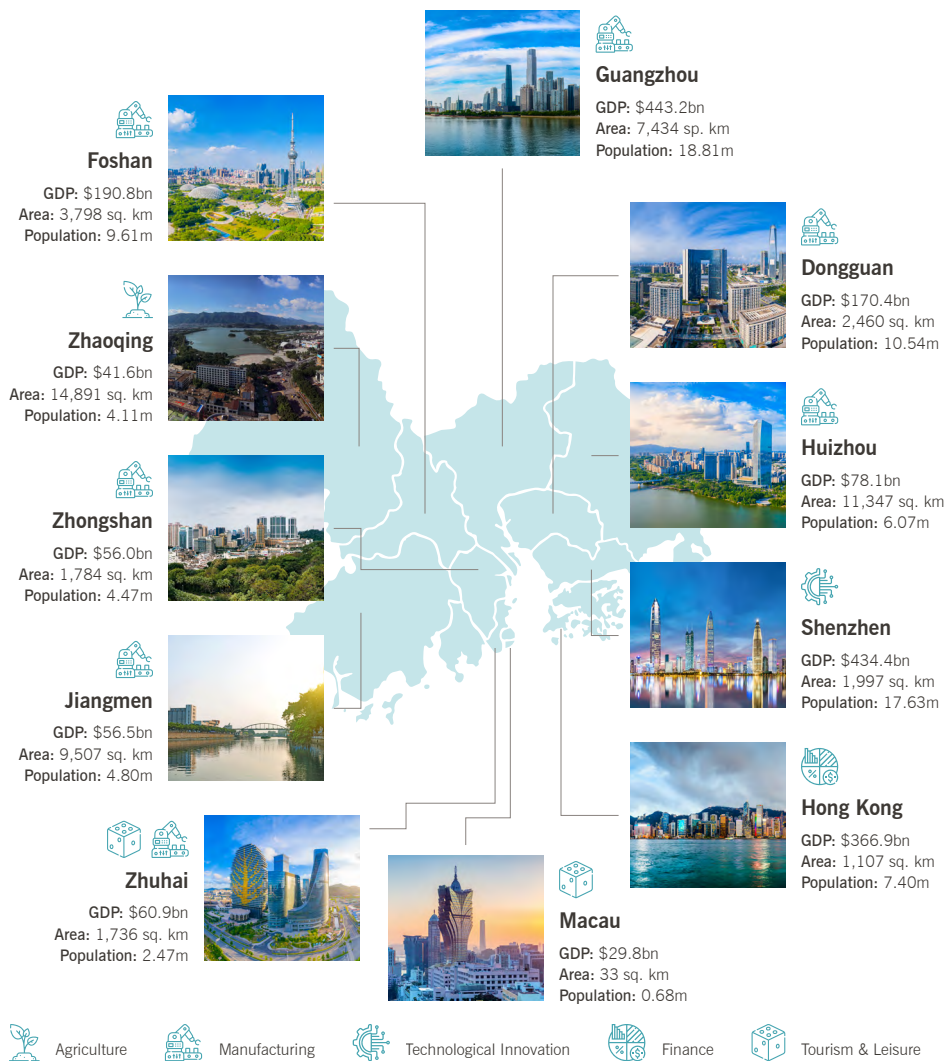 Guangzhou
GDP: $443.2bn
Area: 7,434 sp. km
Population: 18.81m
Foshan
GDP: $190.8bn
Area: 3,798 sq. km
Population: 9.61m
Dongguan
GDP: $170.4bn
Area: 2,460 sq. km
Population: 10.54m
Zhaoqing
GDP: $41.6bn
Area: 14,891 sq. km
Population: 4.11m
Huizhou
GDP: $78.1bn
Area: 11,347 sq. km
Population: 6.07m
Zhongshan
GDP: $56.0bn
Area: 1,784 sq. km
Population: 4.47m
Shenzhen
GDP: $434.4bn
Area: 1,997 sq. km
Population: 17.63m
Jiangmen
GDP: $56.5bn
Area: 9,507 sq. km
Population: 4.80m
Hong Kong
GDP: $366.9bn
Area: 1,107 sq. km
Population: 7.40m
Zhuhai
GDP: $60.9bn
Area: 1,736 sq. km
Population: 2.47m
Macau
GDP: $29.8bn
Area: 33 sq. km
Population: 0.68m
Agriculture
Manufacturing
Technological Innovation
Finance
Tourism & Leisure